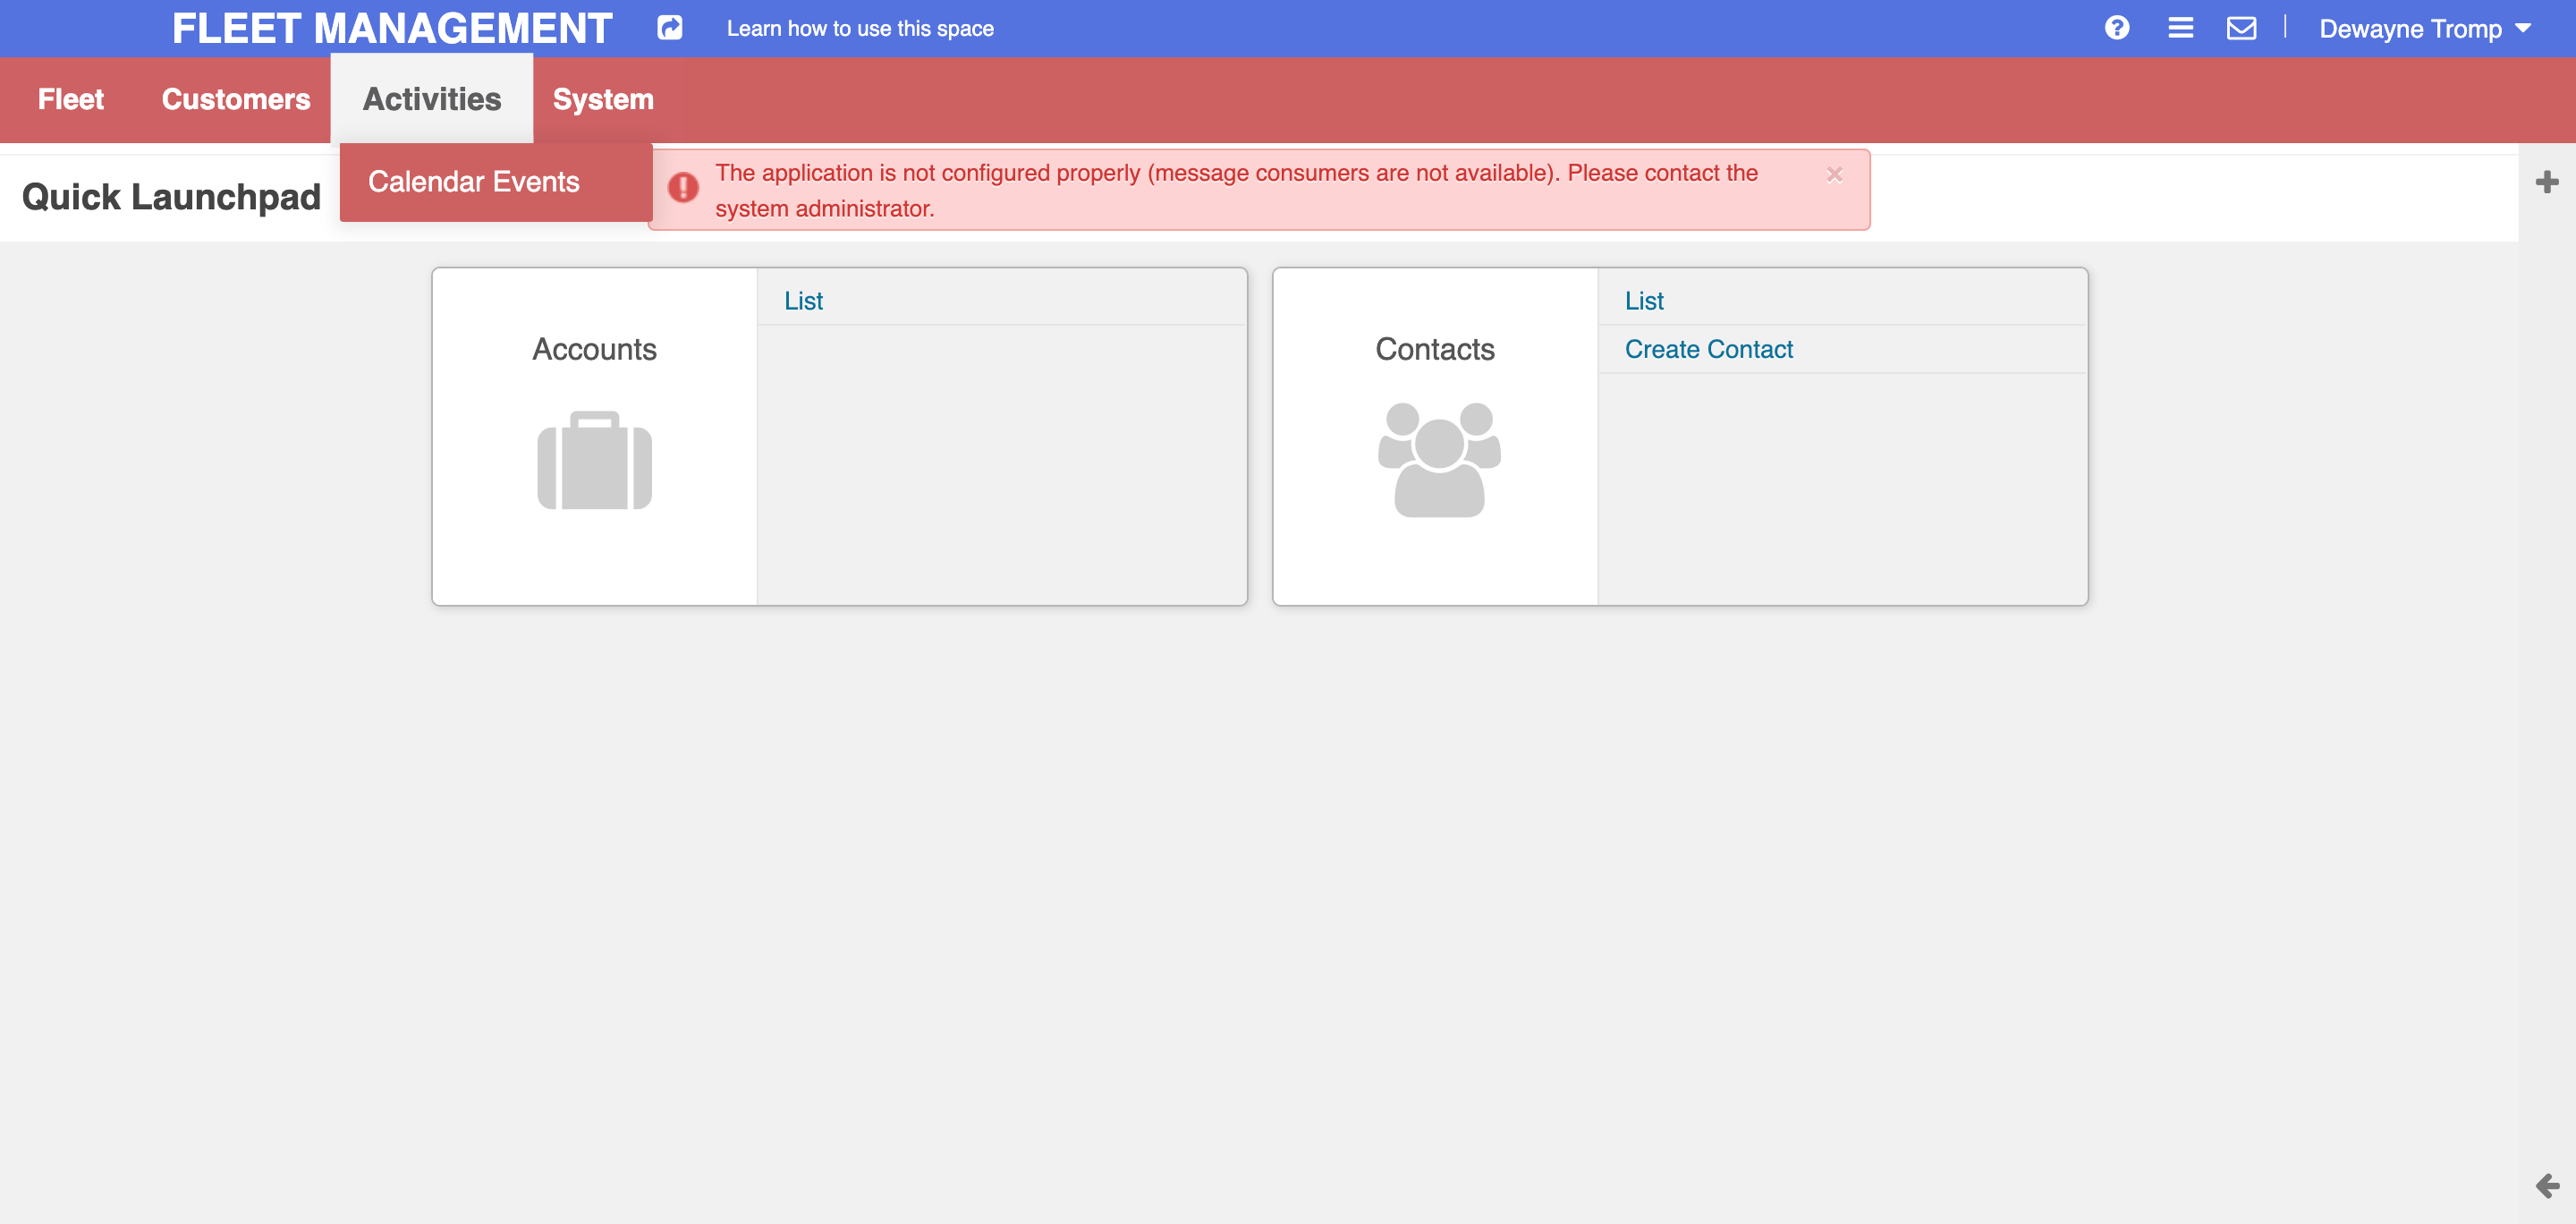 FLEET MANAGEMENT
Learn how to use this space
Dewayne Tromp
Fleet
Customers
Activities
System
Calendar Events
Quick Launchpad
The application is not configured properly (message consumers are not available). Please contact the
system administrator.
Accounts
List
Contacts
List
Create Contact